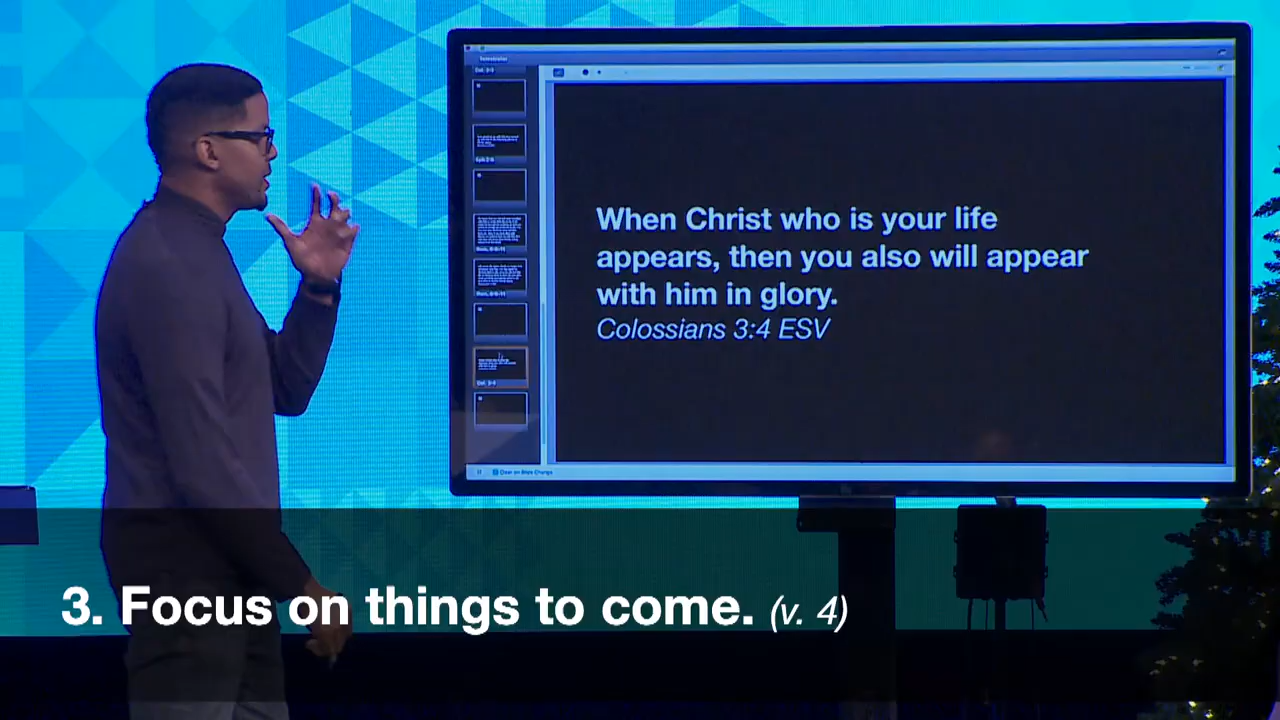 When Christ who is your life
appears, then you also will appear
with him in glory.
Colossians 3:4 ESV
3. Focus on things to come. (v. 4)